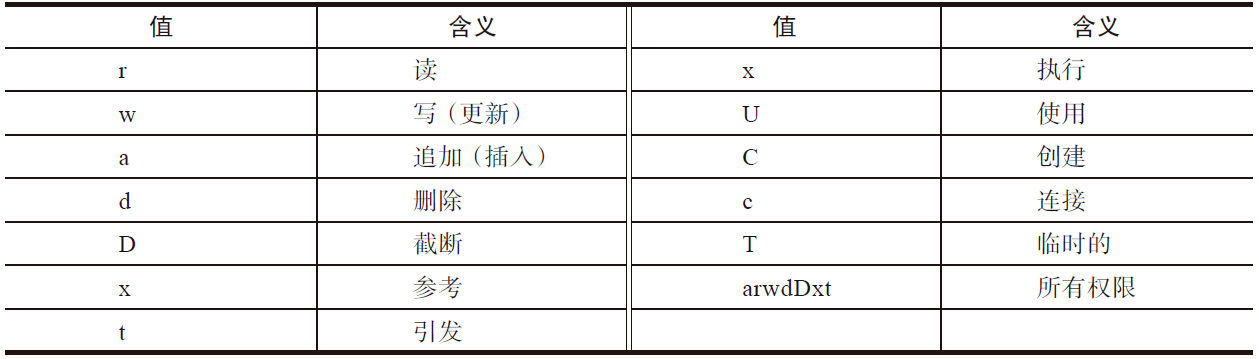 值 含义 值 含义
r 读 x 执行
w 写（更新） U 使用
a 追加（插入） C 创建
d 删除 c 连接
D 截断 T 临时的
x 参考 arwdDxt 所有权限
t 引发